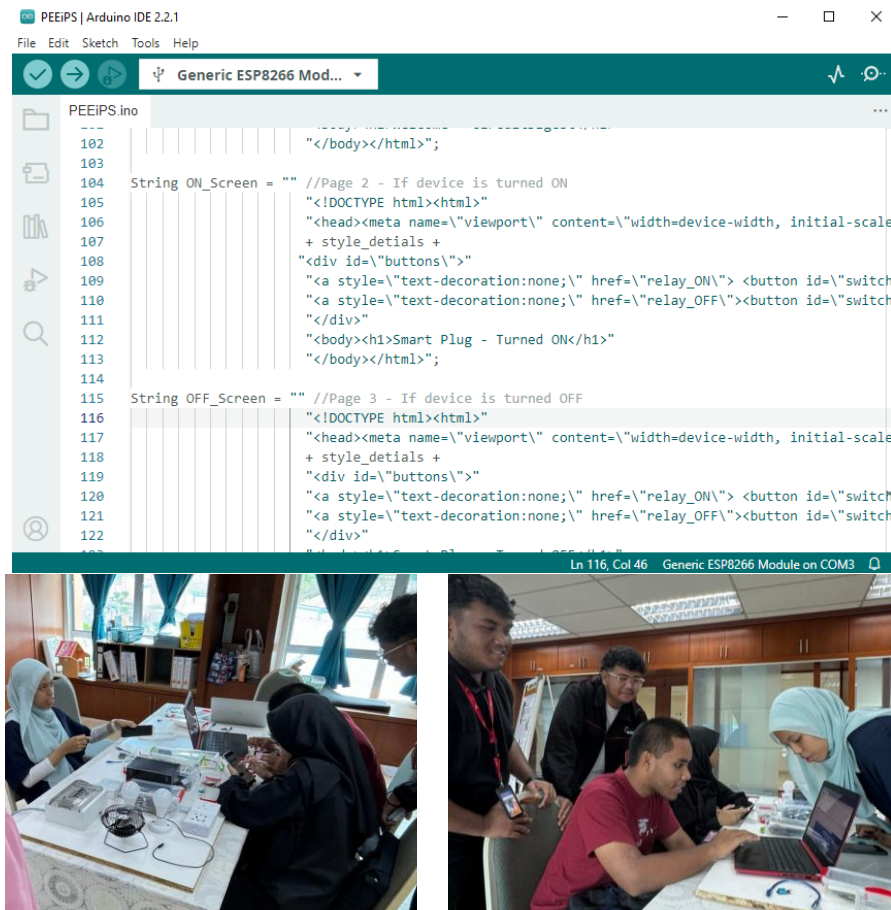 PEEiPS | Arduino IDE 2.2.1
File Edit Sketch Tools Help
Generic ESP8266 Mod...
PEEiPS.ino
102 "</body></html>";
103
104 String ON_Screen = "" //Page 2 - If device is turned ON
105 "<!DOCTYPE html><html>"
106 "<head><meta name=\"viewport\" content=\"width=device-width, initial-scale
107 + style_detials +
108 "<div id=\"buttons\">"
109 "<a style=\"text-decoration:none;\" href=\"relay_ON\"> <button id=\"switch
110 "<a style=\"text-decoration:none;\" href=\"relay_OFF\"><button id=\"switch
111 "</div>"
112 "<body><h1>Smart Plug - Turned ON</h1>"
113 "</body></html>";
114
115 String OFF_Screen = "" //Page 3 - If device is turned OFF
116 "<!DOCTYPE html><html>"
117 "<head><meta name=\"viewport\" content=\"width=device-width, initial-scale
118 + style_detials +
119 "<div id=\"buttons\">"
120 "<a style=\"text-decoration:none;\" href=\"relay_ON\"> <button id=\"switch
121 "<a style=\"text-decoration:none;\" href=\"relay_OFF\"><button id=\"switch
122 "</div>"
Ln 116, Col 46 Generic ESP8266 Module on COM3